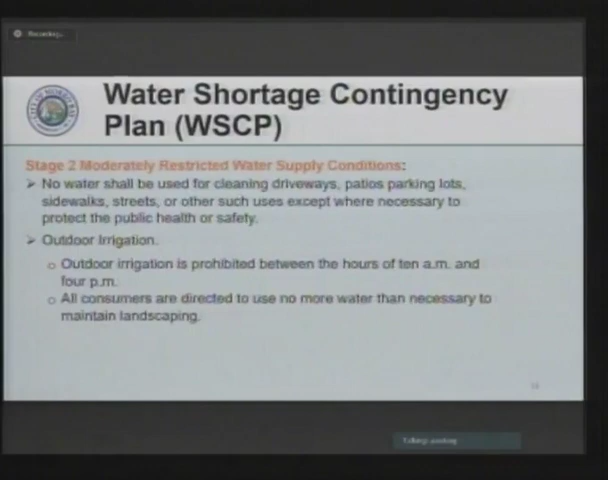 Recording...
Water Shortage Contingency
Plan (WSCP)
Stage 2 Moderately Restricted Water Supply Conditions:
➢ No water shall be used for cleaning driveways, patios parking lots,
sidewalks, streets, or other such uses except where necessary to
protect the public health or safety.
➢ Outdoor Irrigation.
o Outdoor irrigation is prohibited between the hours of ten a.m. and
four p.m.
o All consumers are directed to use no more water than necessary to
maintain landscaping.